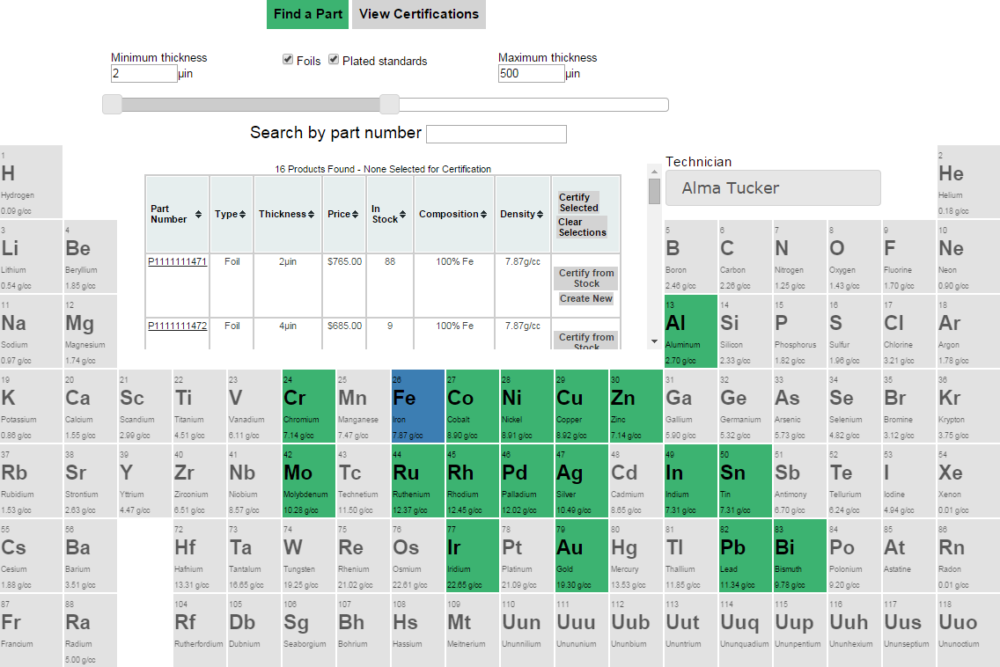 Find a Part View Certifications
Minimum thickness Foils Plated standards Maximum thickness
2 µin 500 µin
Search by part number
16 Products Found - None Selected for Certification
Technician
Alma Tucker
Part Number Type Thickness Price In Stock Composition Density Certify Selected Clear Selections
P1111111471 Foil 2µin $765.00 88 100% Fe 7.87g/cc Certify from Stock Create New
P1111111472 Foil 4µin $685.00 9 100% Fe 7.87g/cc Certify from Stock
1 2
H He
Hydrogen Helium
0.09 g/cc 0.18 g/cc
3 4 5 6 7 8 9 10
Li Be B C N O F Ne
Lithium Beryllium Boron Carbon Nitrogen Oxygen Fluorine Neon
0.54 g/cc 1.85 g/cc 2.46 g/cc 2.26 g/cc 1.25 g/cc 1.43 g/cc 1.70 g/cc 0.90 g/cc
11 12 13 14 15 16 17 18
Na Mg Al Si P S Cl Ar
Sodium Magnesium Aluminum Silicon Phosphorus Sulfur Chlorine Argon
0.97 g/cc 1.74 g/cc 2.70 g/cc 2.33 g/cc 1.82 g/cc 1.96 g/cc 3.21 g/cc 1.78 g/cc
19 20 21 22 23 24 25 26 27 28 29 30 31 32 33 34 35 36
K Ca Sc Ti V Cr Mn Fe Co Ni Cu Zn Ga Ge As Se Br Kr
Potassium Calcium Scandium Titanium Vanadium Chromium Manganese Iron Cobalt Nickel Copper Zinc Gallium Germanium Arsenic Selenium Bromine Krypton
0.86 g/cc 1.55 g/cc 2.99 g/cc 4.51 g/cc 6.11 g/cc 7.14 g/cc 7.47 g/cc 7.87 g/cc 8.90 g/cc 8.91 g/cc 8.92 g/cc 7.14 g/cc 5.90 g/cc 5.32 g/cc 5.73 g/cc 4.82 g/cc 3.12 g/cc 3.75 g/cc
37 38 39 40 41 42 43 44 45 46 47 48 49 50 51 52 53 54
Rb Sr Y Zr Nb Mo Tc Ru Rh Pd Ag Cd In Sn Sb Te I Xe
Rubidium Strontium Yttrium Zirconium Niobium Molybdenum Technetium Ruthenium Rhodium Palladium Silver Cadmium Indium Tin Antimony Tellurium Iodine Xenon
1.53 g/cc 2.63 g/cc 4.47 g/cc 6.51 g/cc 8.57 g/cc 10.28 g/cc 11.50 g/cc 12.37 g/cc 12.45 g/cc 12.02 g/cc 10.49 g/cc 8.65 g/cc 7.31 g/cc 7.31 g/cc 6.70 g/cc 6.24 g/cc 4.94 g/cc 0.01 g/cc
55 56 72 73 74 75 76 77 78 79 80 81 82 83 84 85 86
Cs Ba Hf Ta W Re Os Ir Pt Au Hg Tl Pb Bi Po At Rn
Cesium Barium Hafnium Tantalum Tungsten Rhenium Osmium Iridium Platinum Gold Mercury Thallium Lead Bismuth Polonium Astatine Radon
1.88 g/cc 3.51 g/cc 13.31 g/cc 16.65 g/cc 19.25 g/cc 21.02 g/cc 22.61 g/cc 22.65 g/cc 21.09 g/cc 19.30 g/cc 13.53 g/cc 11.85 g/cc 11.34 g/cc 9.78 g/cc 9.20 g/cc 0.01 g/cc
87 88 104 105 106 107 108 109 110 111 112 113 114 115 116 117 118
Fr Ra Rf Db Sg Bh Hs Mt Uun Uuu Uub Uut Uuq Uup Uuh Uus Uuo
Francium Radium Rutherfordium Dubnium Seaborgium Bohrium Hassium Meitnerium Ununnilium Unununium Ununbium Ununtrium Ununquadium Ununpentium Ununhexium Ununseptium Ununoctium
5.00 g/cc